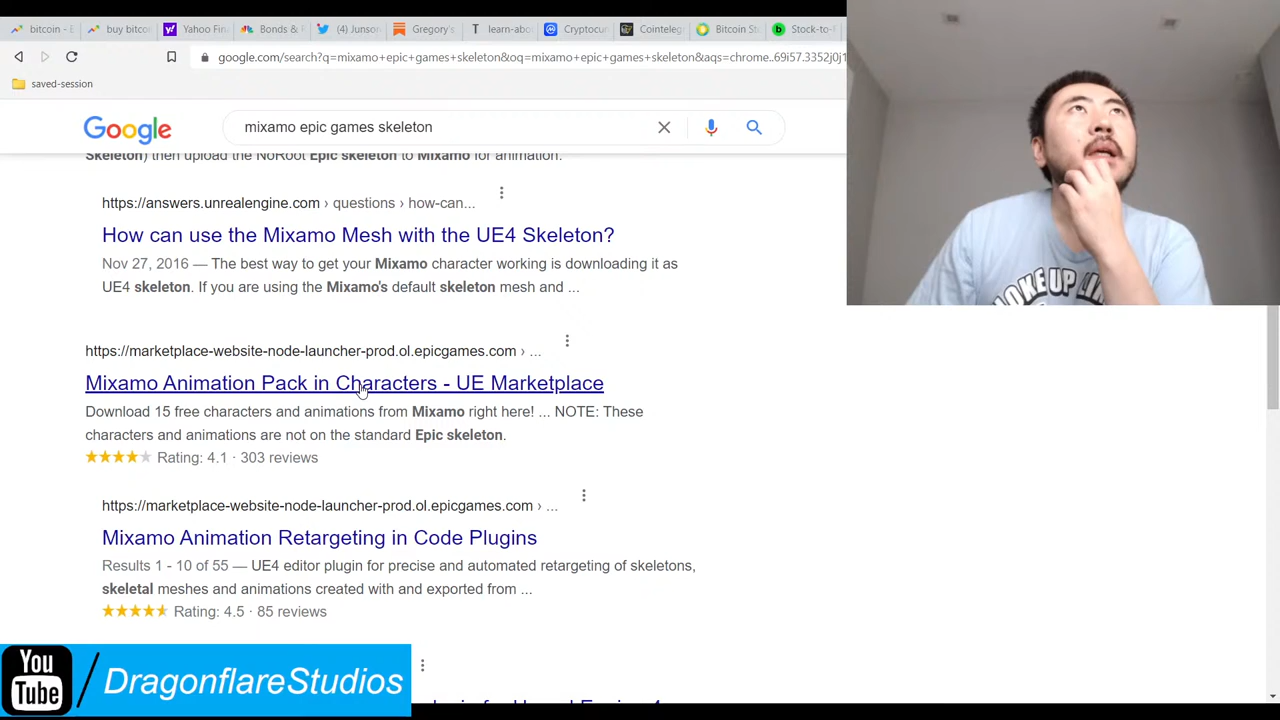 bitcoin - E
buy bitco
Yahoo Fin
Bonds &
(4) Junson
Gregory's
learn-abo
Cryptocur
Cointeleg
Bitcoin St
Stock-to-F
google.com/search?q=mixamo+epic+games+skeleton&oq=mixamo+epic+games+skeleton&aqs=chrome..69i57.3352j0j1
saved-session
Google
mixamo epic games skeleton
Skeleton) then upload the NoRoot Epic skeleton to Mixamo for animation.
https://answers.unrealengine.com › questions › how-can...
How can use the Mixamo Mesh with the UE4 Skeleton?
Nov 27, 2016 — The best way to get your Mixamo character working is downloading it as
UE4 skeleton. If you are using the Mixamo's default skeleton mesh and ...
https://marketplace-website-node-launcher-prod.ol.epicgames.com › ...
Mixamo Animation Pack in Characters - UE Marketplace
Download 15 free characters and animations from Mixamo right here! ... NOTE: These
characters and animations are not on the standard Epic skeleton.
Rating: 4.1 · 303 reviews
https://marketplace-website-node-launcher-prod.ol.epicgames.com › ...
Mixamo Animation Retargeting in Code Plugins
Results 1 - 10 of 55 — UE4 editor plugin for precise and automated retargeting of skeletons,
skeletal meshes and animations created with and exported from ...
Rating: 4.5 · 85 reviews
You
Tube
/DragonflareStudios